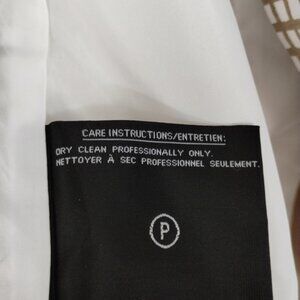 CARE INSTRUCTIONS/ENTRETIEN:
DRY CLEAN PROFESSIONALLY ONLY.
NETTOYER À SEC PROFESSIONNEL SEULEMENT.
P